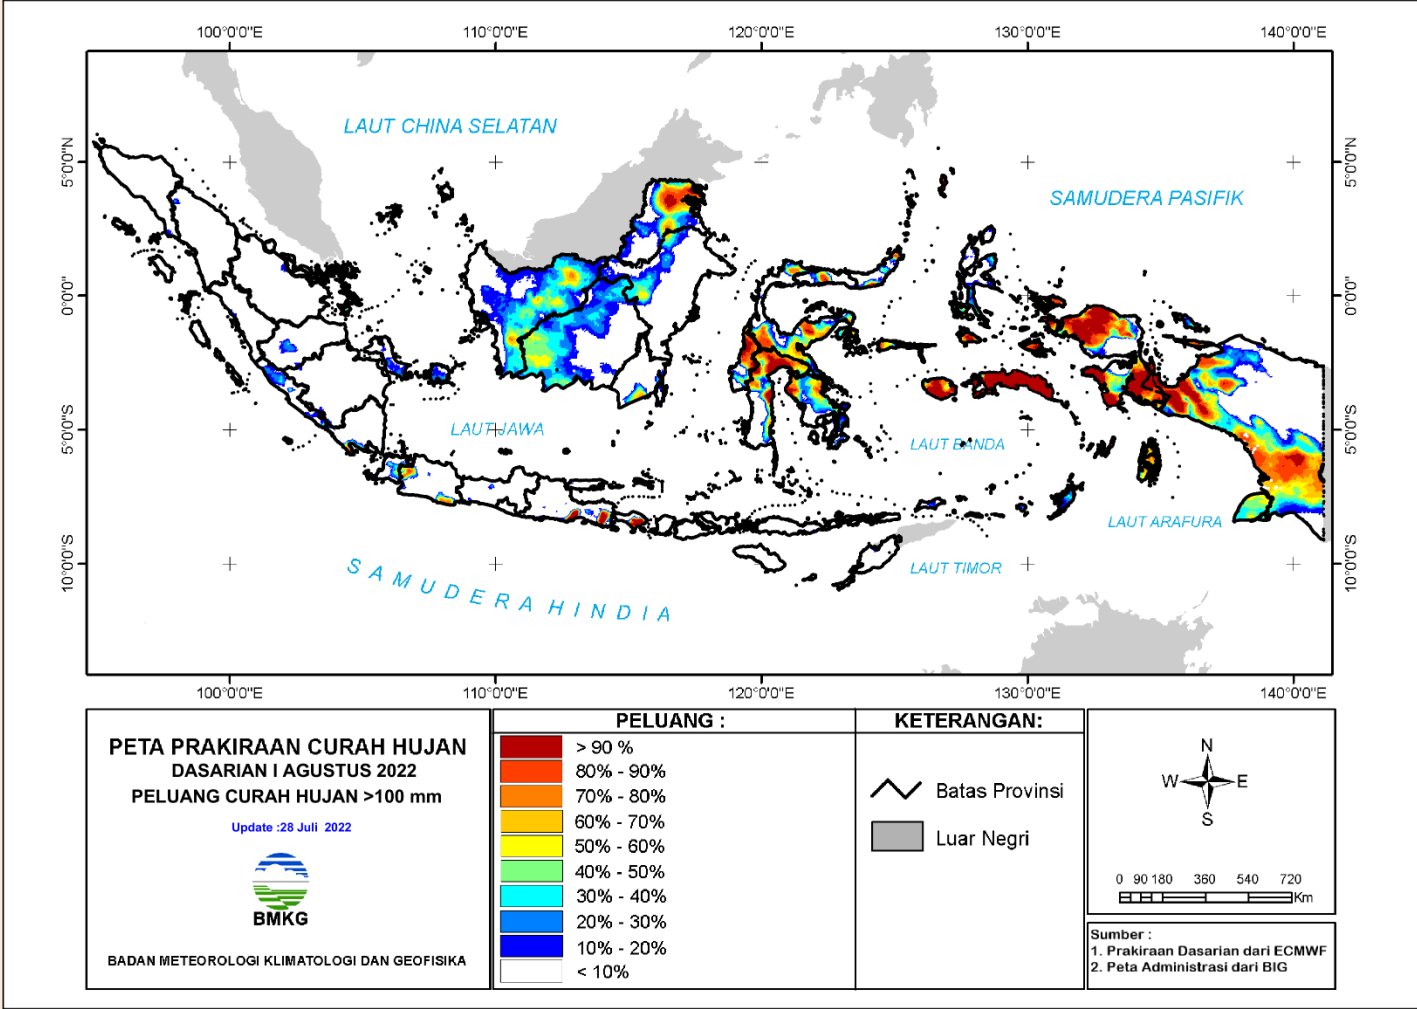 100°0'0"E 110°0'0"E 120°0'0"E 130°0'0"E 140°0'0"E
LAUT CHINA SELATAN
5°0'0"N 5°0'0"N
SAMUDERA PASIFIK
0°0'0" 0°0'0"
LAUT JAWA
5°0'0"S 5°0'0"S
LAUT BANDA
LAUT ARAFURA
10°0'0"S 10°0'0"S
LAUT TIMOR
SAMUDERA HINDIA
100°0'0"E 110°0'0"E 120°0'0"E 130°0'0"E 140°0'0"E
PETA PRAKIRAAN CURAH HUJAN
DASARIAN I AGUSTUS 2022
PELUANG CURAH HUJAN >100 mm
Update :28 Juli 2022
BMKG
BADAN METEOROLOGI KLIMATOLOGI DAN GEOFISIKA
PELUANG :
> 90 %
80% - 90%
70% - 80%
60% - 70%
50% - 60%
40% - 50%
30% - 40%
20% - 30%
10% - 20%
< 10%
KETERANGAN:
Batas Provinsi
Luar Negri
N
W E
S
0 90 180 360 540 720
Km
Sumber :
1. Prakiraan Dasarian dari ECMWF
2. Peta Administrasi dari BIG